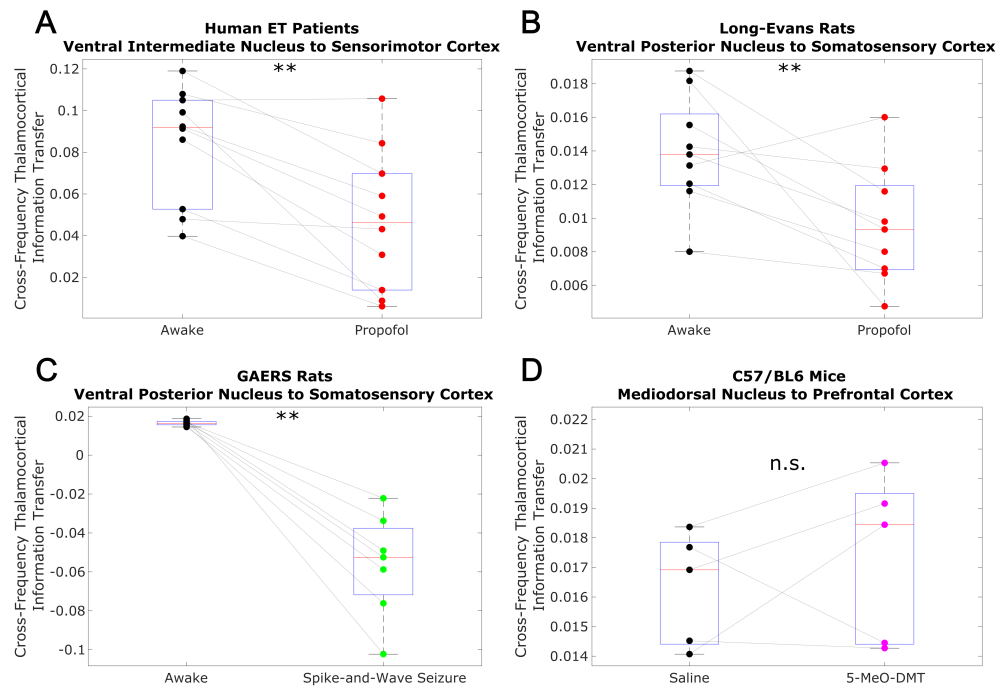 A
Human ET Patients
Ventral Intermediate Nucleus to Sensorimotor Cortex
Cross-Frequency Thalamocortical
Information Transfer
0.12
0.1
0.08
0.06
0.04
0.02
**
Awake
Propofol
B
Long-Evans Rats
Ventral Posterior Nucleus to Somatosensory Cortex
Cross-Frequency Thalamocortical
Information Transfer
0.018
0.016
0.014
0.012
0.01
0.008
0.006
**
Awake
Propofol
C
GAERS Rats
Ventral Posterior Nucleus to Somatosensory Cortex
Cross-Frequency Thalamocortical
Information Transfer
0.02
0
-0.02
-0.04
-0.06
-0.08
-0.1
**
Awake
Spike-and-Wave Seizure
D
C57/BL6 Mice
Mediodorsal Nucleus to Prefrontal Cortex
Cross-Frequency Thalamocortical
Information Transfer
0.022
0.021
0.02
0.019
0.018
0.017
0.016
0.015
0.014
n.s.
Saline
5-MeO-DMT